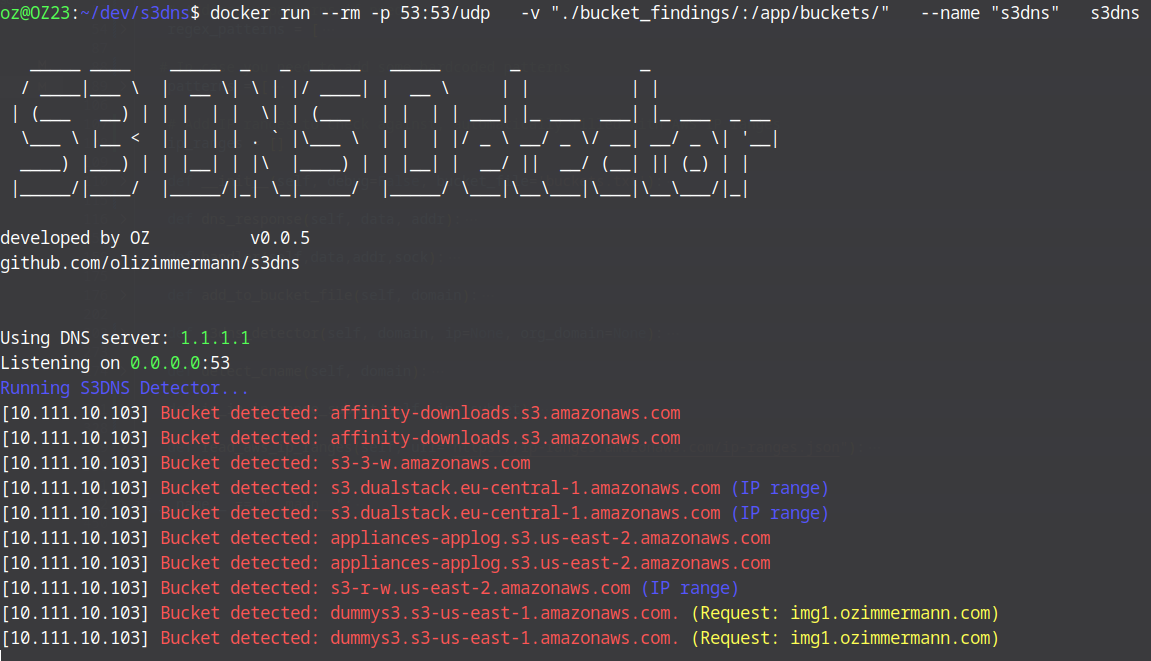 oz@OZ23:~/dev/s3dns$ docker run --rm -p 53:53/udp   -v "./bucket_findings/:/app/buckets/"   --name "s3dns"   s3dns
S3DNS Detector
developed by OZ          v0.0.5
github.com/olizimmermann/s3dns
Using DNS server: 1.1.1.1
Listening on 0.0.0.0:53
Running S3DNS Detector...
[10.111.10.103] Bucket detected: affinity-downloads.s3.amazonaws.com
[10.111.10.103] Bucket detected: affinity-downloads.s3.amazonaws.com
[10.111.10.103] Bucket detected: s3-3-w.amazonaws.com
[10.111.10.103] Bucket detected: s3.dualstack.eu-central-1.amazonaws.com (IP range)
[10.111.10.103] Bucket detected: s3.dualstack.eu-central-1.amazonaws.com (IP range)
[10.111.10.103] Bucket detected: appliances-applog.s3.us-east-2.amazonaws.com
[10.111.10.103] Bucket detected: appliances-applog.s3.us-east-2.amazonaws.com
[10.111.10.103] Bucket detected: s3-r-w.us-east-2.amazonaws.com (IP range)
[10.111.10.103] Bucket detected: dummys3.s3-us-east-1.amazonaws.com. (Request: img1.ozimmermann.com)
[10.111.10.103] Bucket detected: dummys3.s3-us-east-1.amazonaws.com. (Request: img1.ozimmermann.com)